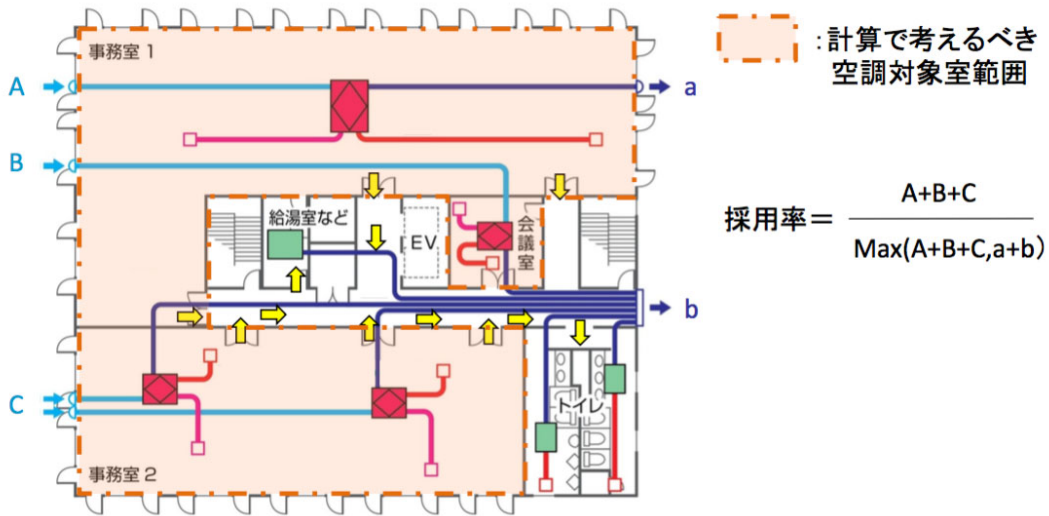 事務室1
:計算で考えるべき
空調対象室範囲
A
a
B
給湯室など
EV
会議室
採用率＝ A+B+C
Max(A+B+C,a+b)
b
C
トイレ
事務室2